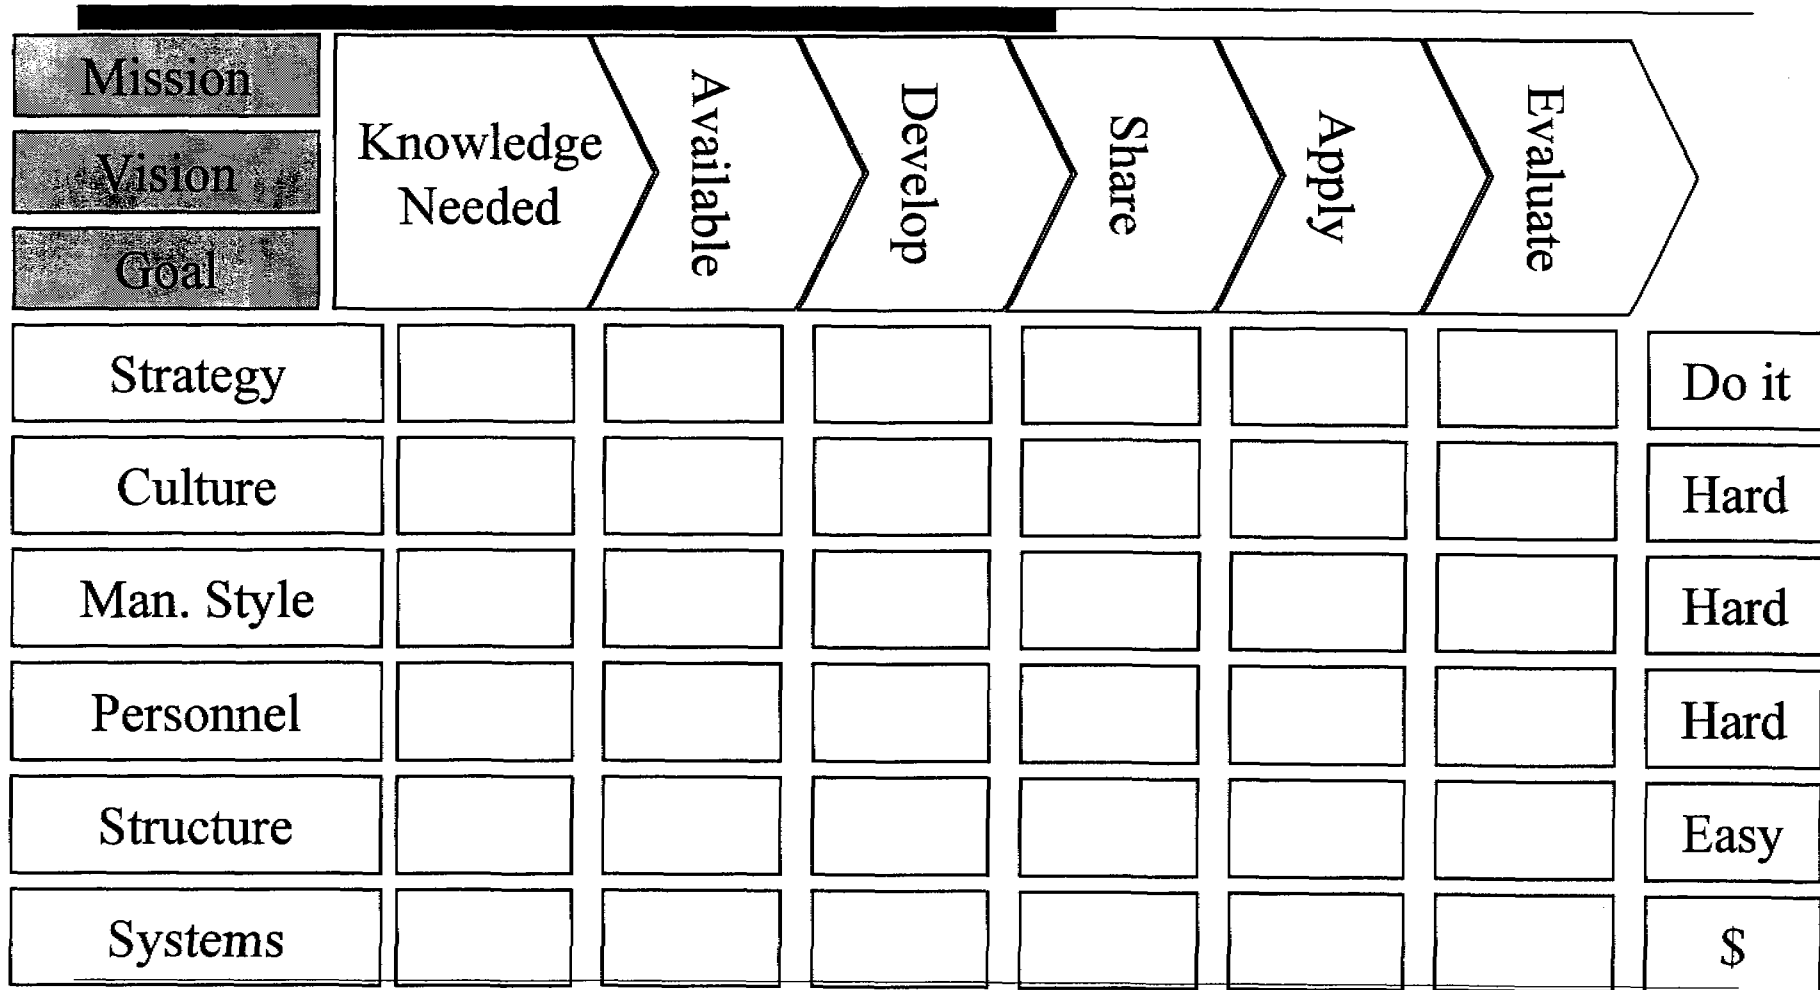 Mission
Vision
Goal
Knowledge
Needed
Available
Develop
Share
Apply
Evaluate
Strategy
Do it
Culture
Hard
Man. Style
Hard
Personnel
Hard
Structure
Easy
Systems
$